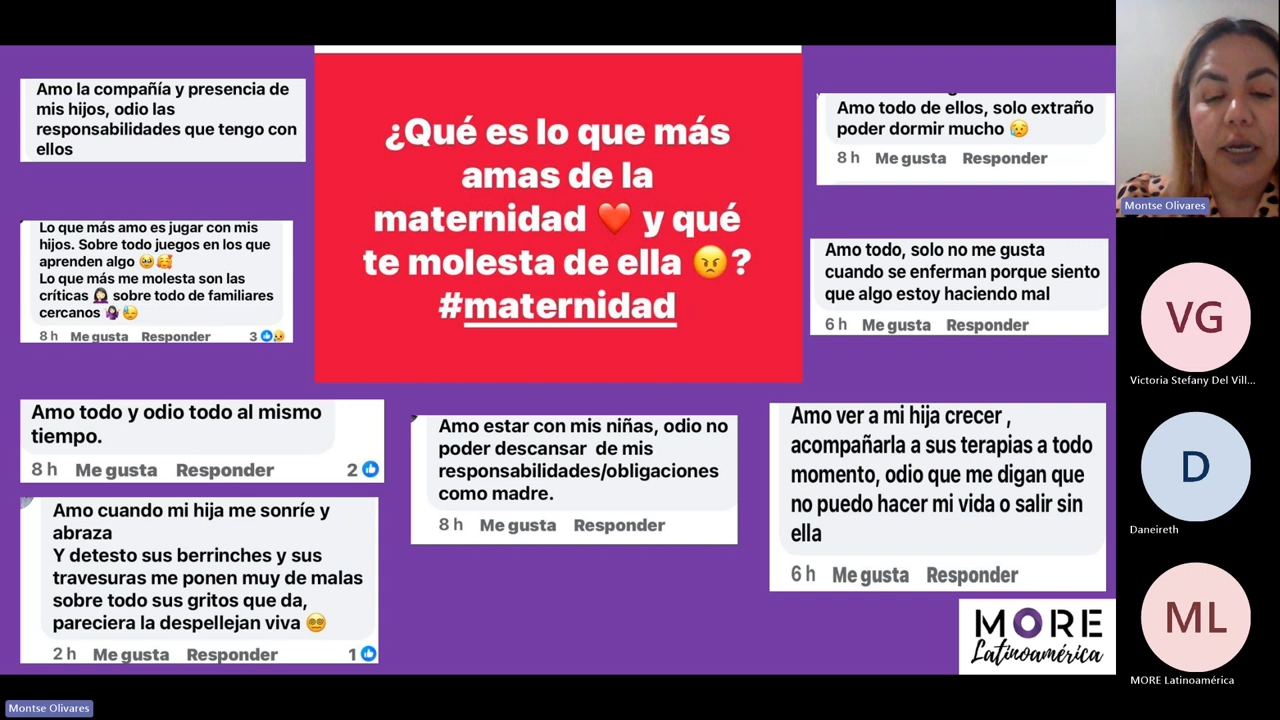 Amo la compañía y presencia de
mis hijos, odio las
responsabilidades que tengo con
ellos
Lo que más amo es jugar con mis
hijos. Sobre todo juegos en los que
aprenden algo 🥹🥰
Lo que más me molesta son las
críticas 🤦🏻‍♀️ sobre todo de familiares
cercanos 🤷🏻‍♀️😓
8 h Me gusta Responder 3
¿Qué es lo que más
amas de la
maternidad ❤️ y qué
te molesta de ella 😠?
#maternidad
Amo todo de ellos, solo extraño
poder dormir mucho 😥
8 h Me gusta Responder
Amo todo, solo no me gusta
cuando se enferman porque siento
que algo estoy haciendo mal
6 h Me gusta Responder
Amo todo y odio todo al mismo
tiempo.
8 h Me gusta Responder 2
Amo cuando mi hija me sonríe y
abraza
Y detesto sus berrinches y sus
travesuras me ponen muy de malas
sobre todo sus gritos que da,
pareciera la despellejan viva 😵‍💫
2 h Me gusta Responder 1
Amo estar con mis niñas, odio no
poder descansar de mis
responsabilidades/obligaciones
como madre.
8 h Me gusta Responder
Amo ver a mi hija crecer ,
acompañarla a sus terapias a todo
momento, odio que me digan que
no puedo hacer mi vida o salir sin
ella
6 h Me gusta Responder
MORE
Latinoamérica
Montse Olivares
VG
Victoria Stefany Del Vill...
D
Daneireth
ML
MORE Latinoamérica
Montse Olivares